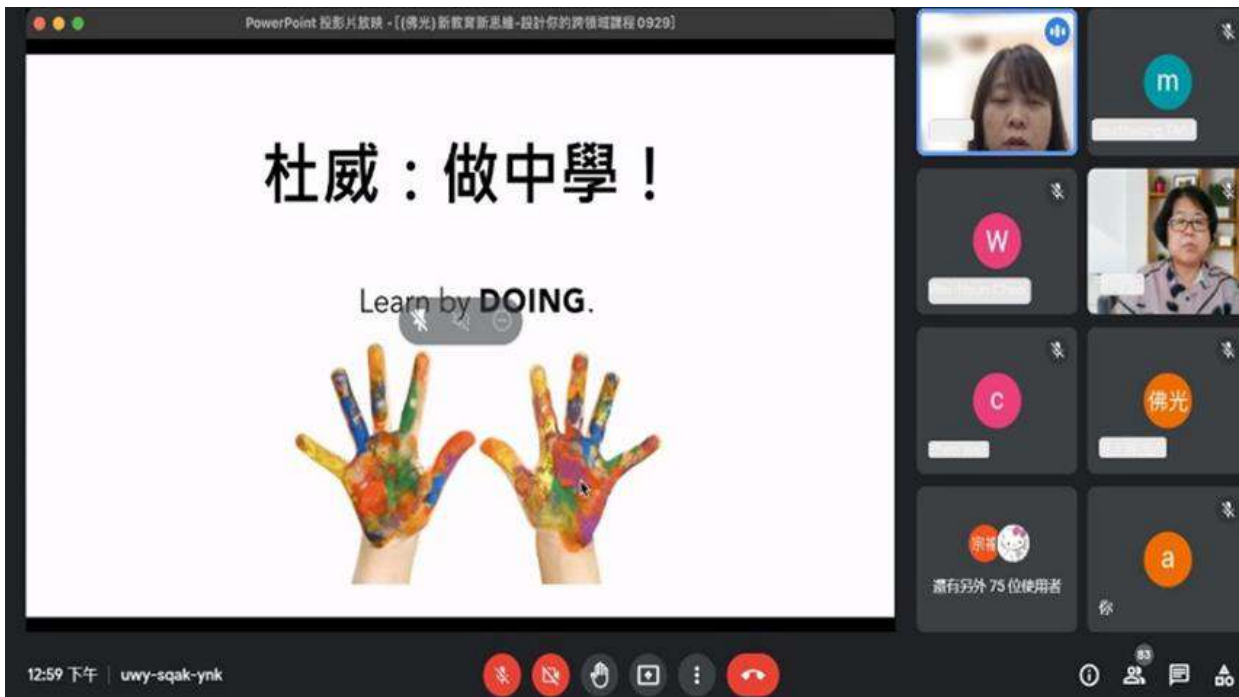 PowerPoint 投影片放映 - [(佛光)新教育新思維-設計你的跨領域課程 0929]
杜威：做中學！
Learn by DOING.
m
W
C
佛光
宗福
還有另外 75 位使用者
a
你
12:59 下午 | uwy-sqak-ynk
83